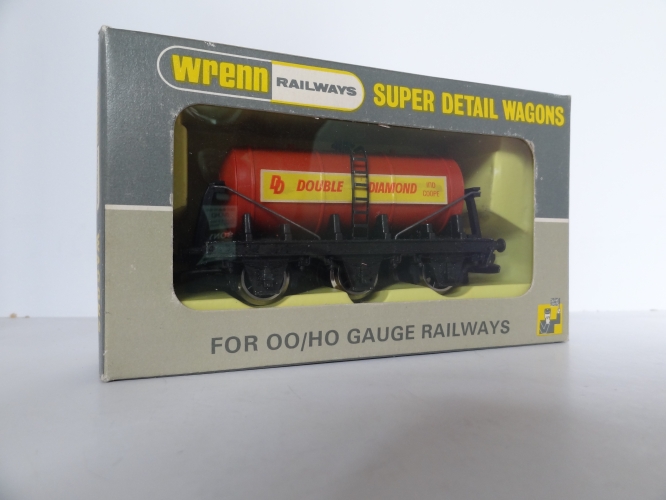 wrenn RAILWAYS
SUPER DETAIL WAGONS
DD DOUBLE DIAMOND
FOR OO/HO GAUGE RAILWAYS